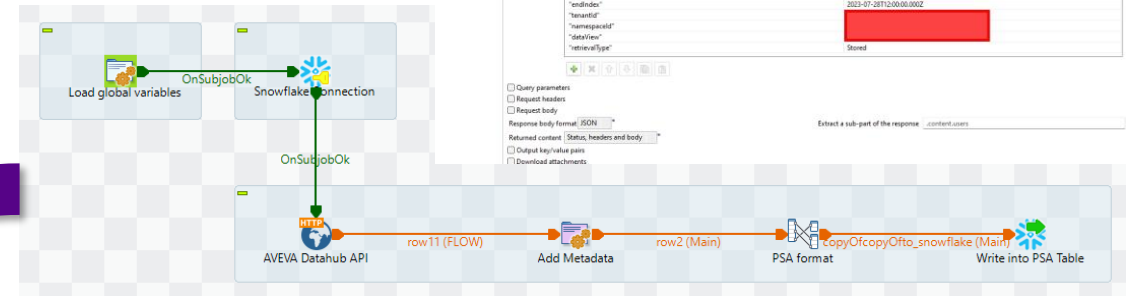 "endIndex" 2023-07-28T12:00:00.000Z
"tenantId"
"namespaceId"
"dataView"
"retrievalType" Stored
Query parameters
Request headers
Request body
Response body format JSON * Extract a sub-part of the response .content.users
Returned content Status, headers and body *
Output key/value pairs
Download attachments
OnSubjobOk
Load global variables
Snowflake Connection
OnSubjobOk
HTTP
row11 (FLOW)
row2 (Main)
copyOfcopyOfto_snowflake (Main)
AVEVA Datahub API
Add Metadata
PSA format
Write into PSA Table